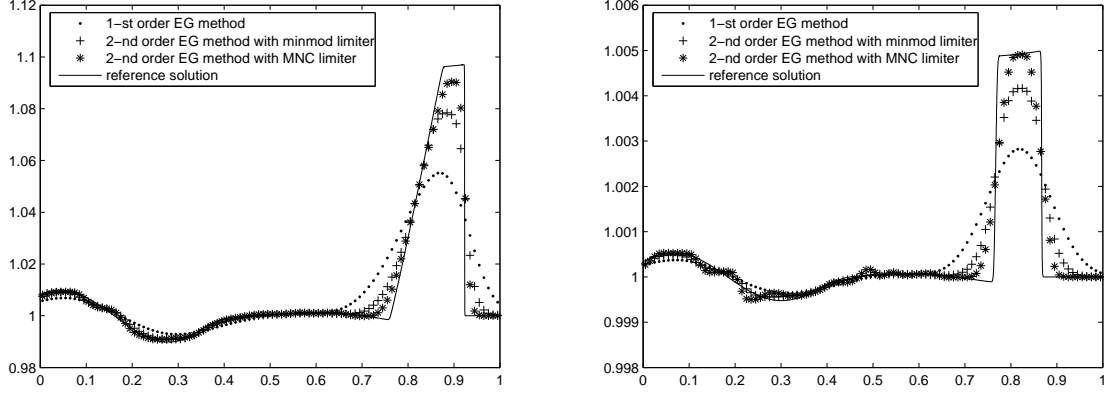 1.12
1.1
1.08
1.06
1.04
1.02
1
0.98
0 0.1 0.2 0.3 0.4 0.5 0.6 0.7 0.8 0.9 1
1−st order EG method
2−nd order EG method with minmod limiter
2−nd order EG method with MNC limiter
reference solution
1.006
1.005
1.004
1.003
1.002
1.001
1
0.999
0.998
0 0.1 0.2 0.3 0.4 0.5 0.6 0.7 0.8 0.9 1
1−st order EG method
2−nd order EG method with minmod limiter
2−nd order EG method with MNC limiter
reference solution